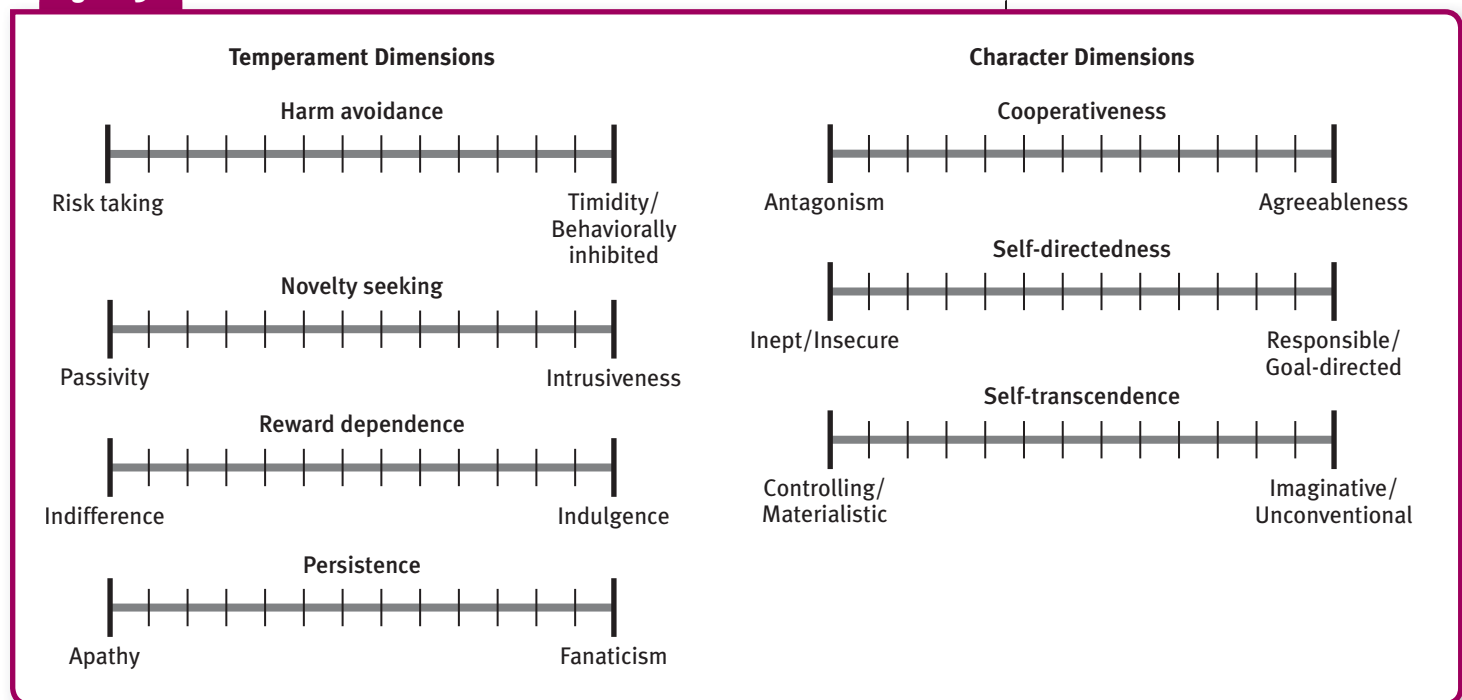 Temperament Dimensions
Harm avoidance
Risk taking
Timidity/
Behaviorally
inhibited
Novelty seeking
Passivity
Intrusiveness
Reward dependence
Indifference
Indulgence
Persistence
Apathy
Fanaticism
Character Dimensions
Cooperativeness
Antagonism
Agreeableness
Self-directedness
Inept/Insecure
Responsible/
Goal-directed
Self-transcendence
Controlling/
Materialistic
Imaginative/
Unconventional